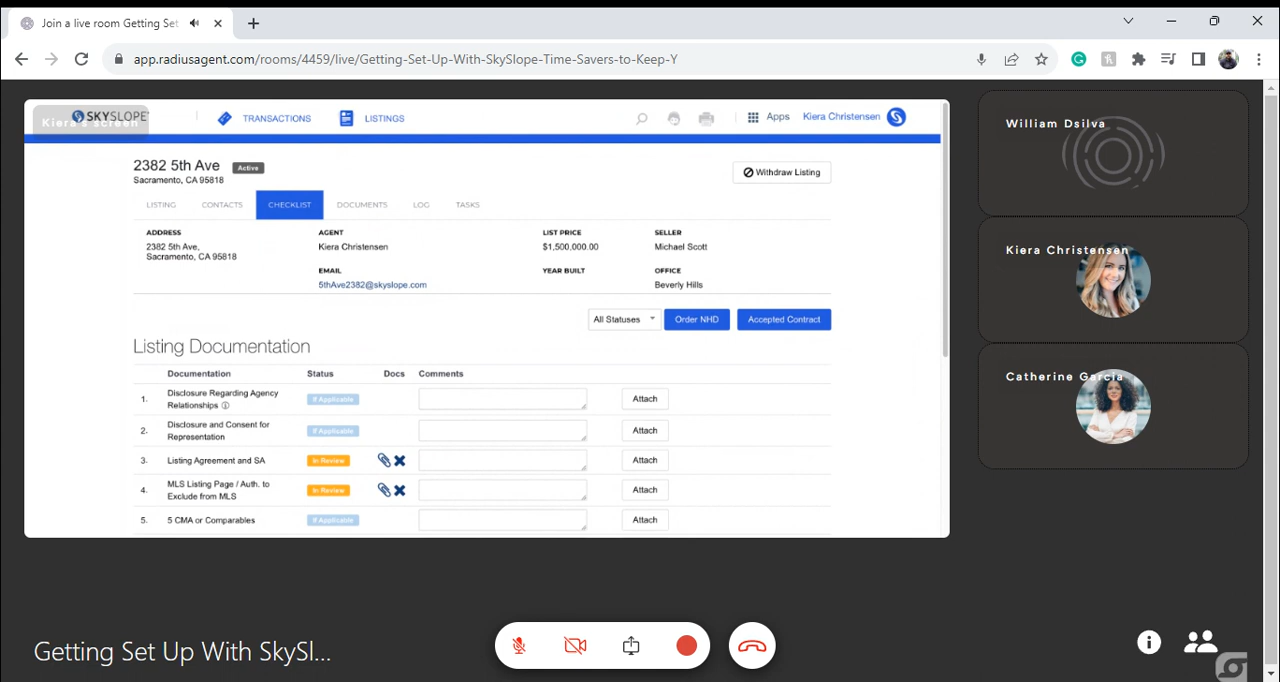 Join a live room Getting Set
app.radiusagent.com/rooms/4459/live/Getting-Set-Up-With-SkySlope-Time-Savers-to-Keep-Y
Kiera's screen
SKYSLOPE
TRANSACTIONS
LISTINGS
Apps
Kiera Christensen
2382 5th Ave
Active
Sacramento, CA 95818
Withdraw Listing
LISTING CONTACTS CHECKLIST DOCUMENTS LOG TASKS
ADDRESS AGENT LIST PRICE SELLER
2382 5th Ave, Kiera Christensen $1,500,000.00 Michael Scott
Sacramento, CA 95818
EMAIL YEAR BUILT OFFICE
5thAve2382@skyslope.com Beverly Hills
All Statuses Order NHD Accepted Contract
Listing Documentation
Documentation Status Docs Comments
1. Disclosure Regarding Agency
Relationships If Applicable Attach
2. Disclosure and Consent for
Representation If Applicable Attach
3. Listing Agreement and SA In Review Attach
4. MLS Listing Page / Auth. to
Exclude from MLS In Review Attach
5. 5 CMA or Comparables If Applicable Attach
William Dsilva
Kiera Christensen
Catherine Garcia
Getting Set Up With SkySl...